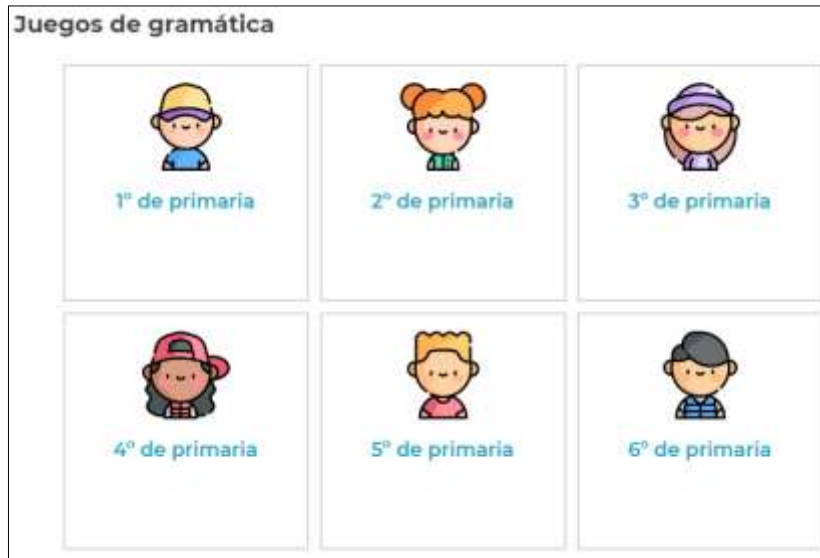 Juegos de gramática
1º de primaria
2º de primaria
3º de primaria
4º de primaria
5º de primaria
6º de primaria